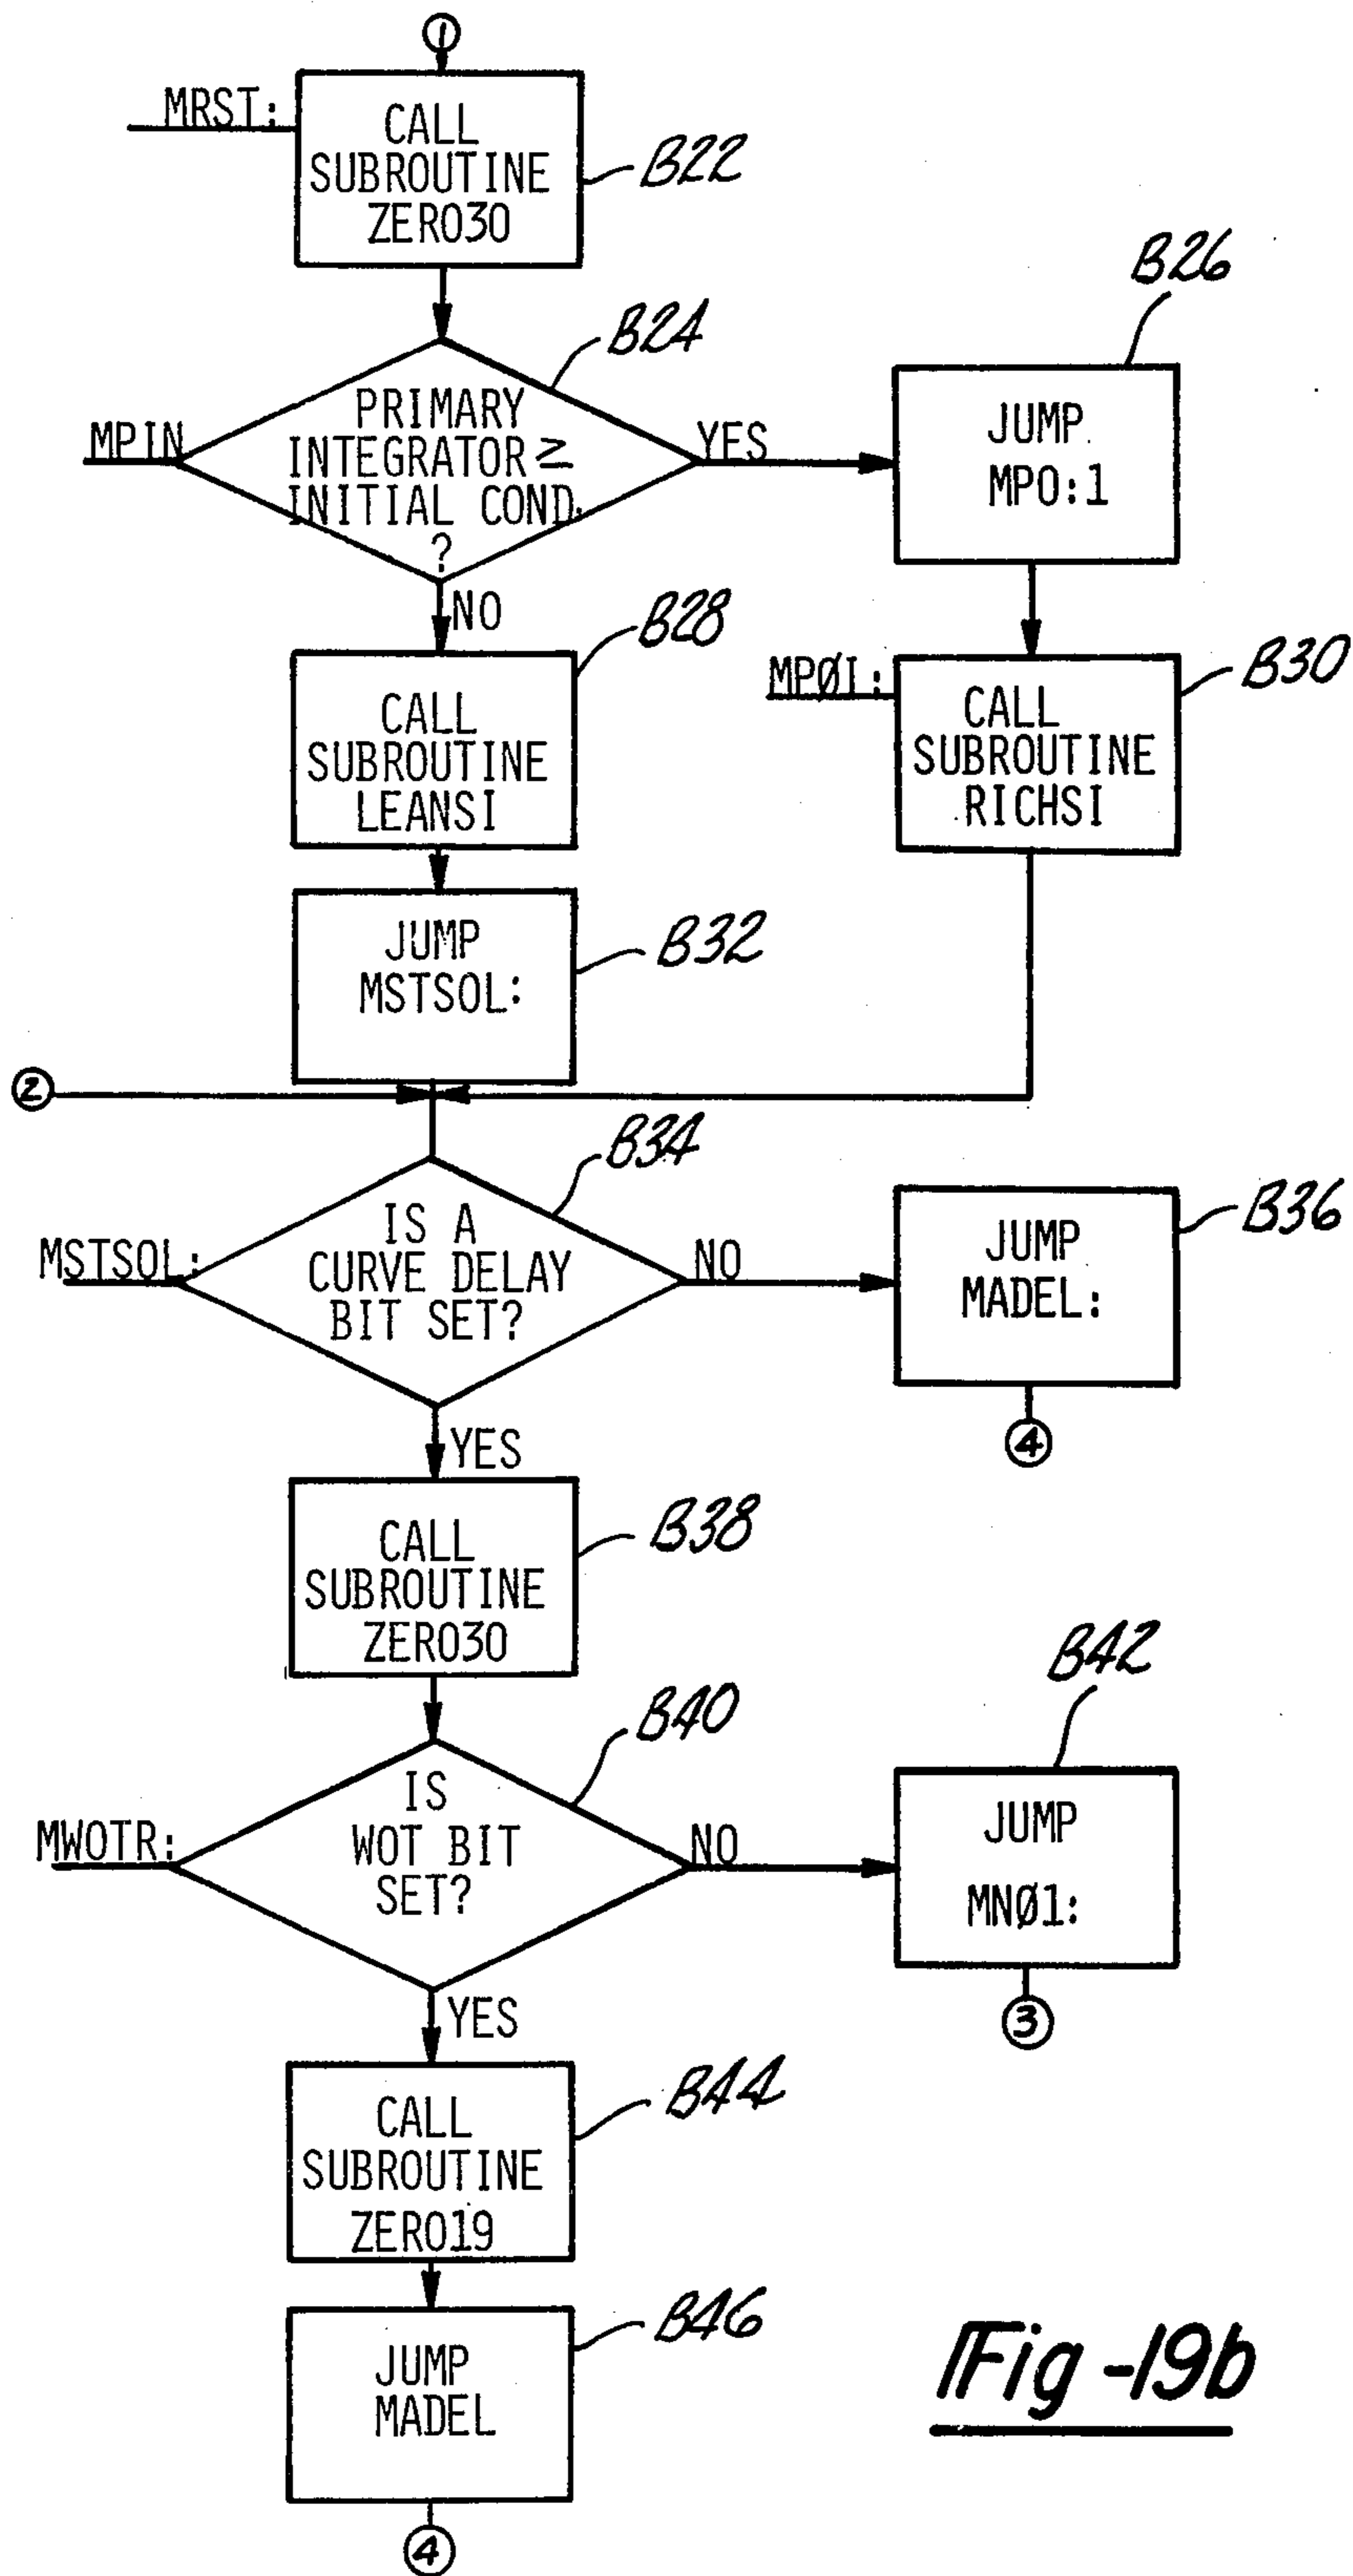 1
MRST:
CALL
SUBROUTINE
ZERO30
B22
B24
MPIN
PRIMARY
INTEGRATOR ≥
INITIAL COND.
?
YES
B26
JUMP
MPO:1
NO
B28
CALL
SUBROUTINE
LEANSI
MPØI:
CALL
SUBROUTINE
RICHSI
B30
JUMP
MSTSOL:
B32
2
B34
MSTSOL:
IS A
CURVE DELAY
BIT SET?
NO
JUMP
MADEL:
B36
4
YES
CALL
SUBROUTINE
ZERO30
B38
B40
MWOTR:
IS
WOT BIT
SET?
NO
B42
JUMP
MNØ1:
3
YES
CALL
SUBROUTINE
ZERO19
B44
JUMP
MADEL
B46
4
Fig-19b